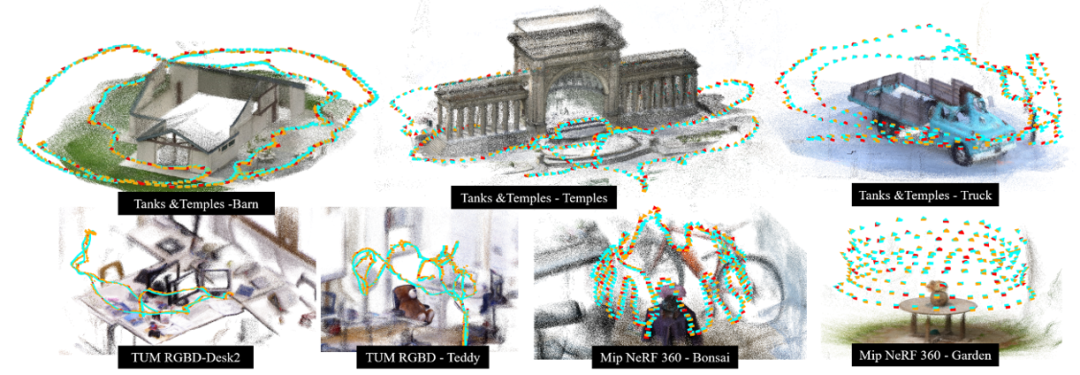 Tanks &Temples -Barn
Tanks &Temples - Temples
Tanks &Temples - Truck
TUM RGBD-Desk2
TUM RGBD - Teddy
Mip NeRF 360 - Bonsai
Mip NeRF 360 - Garden